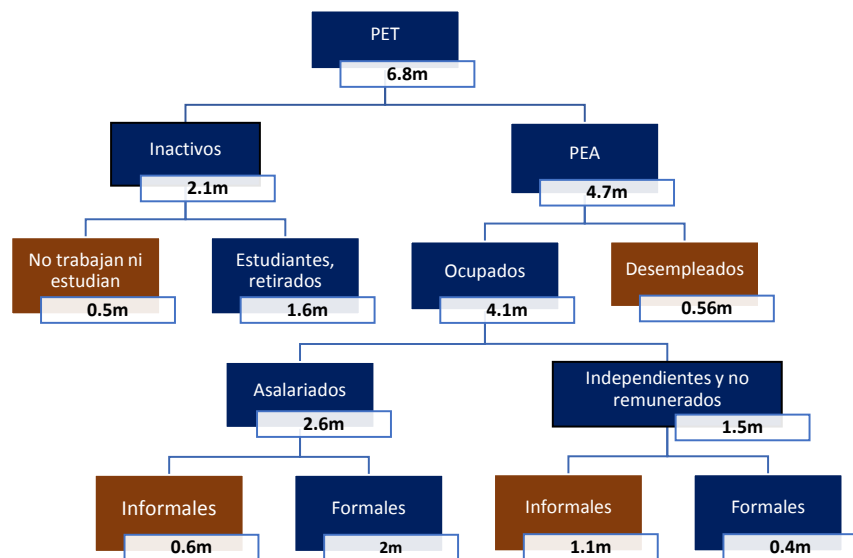 PET
6.8m
Inactivos
2.1m
PEA
4.7m
No trabajan ni
estudian
0.5m
Estudiantes,
retirados
1.6m
Ocupados
4.1m
Desempleados
0.56m
Asalariados
2.6m
Independientes y no
remunerados
1.5m
Informales
0.6m
Formales
2m
Informales
1.1m
Formales
0.4m